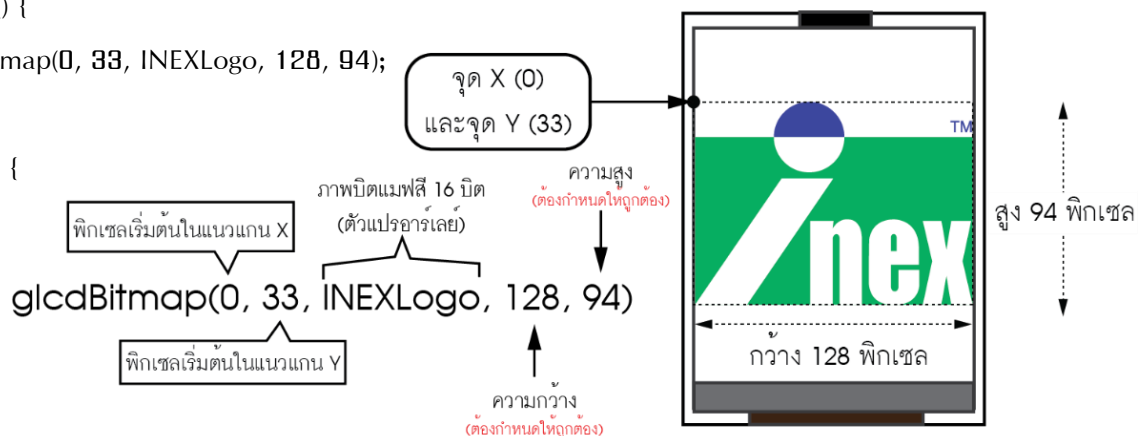 ) {
map(0, 33, INEXLogo, 128, 94);
{
จุด X (0)
และจุด Y (33)
ความสูง
(ต้องกำหนดให้ถูกต้อง)
ภาพบิตแมฟสี 16 บิต
(ตัวแปรอาร์เลย์)
พิกเซลเริ่มต้นในแนวแกน X
glcdBitmap(0, 33, INEXLogo, 128, 94)
พิกเซลเริ่มต้นในแนวแกน Y
ความกว้าง
(ต้องกำหนดให้ถูกต้อง)
TM
inex
สูง 94 พิกเซล
กว้าง 128 พิกเซล